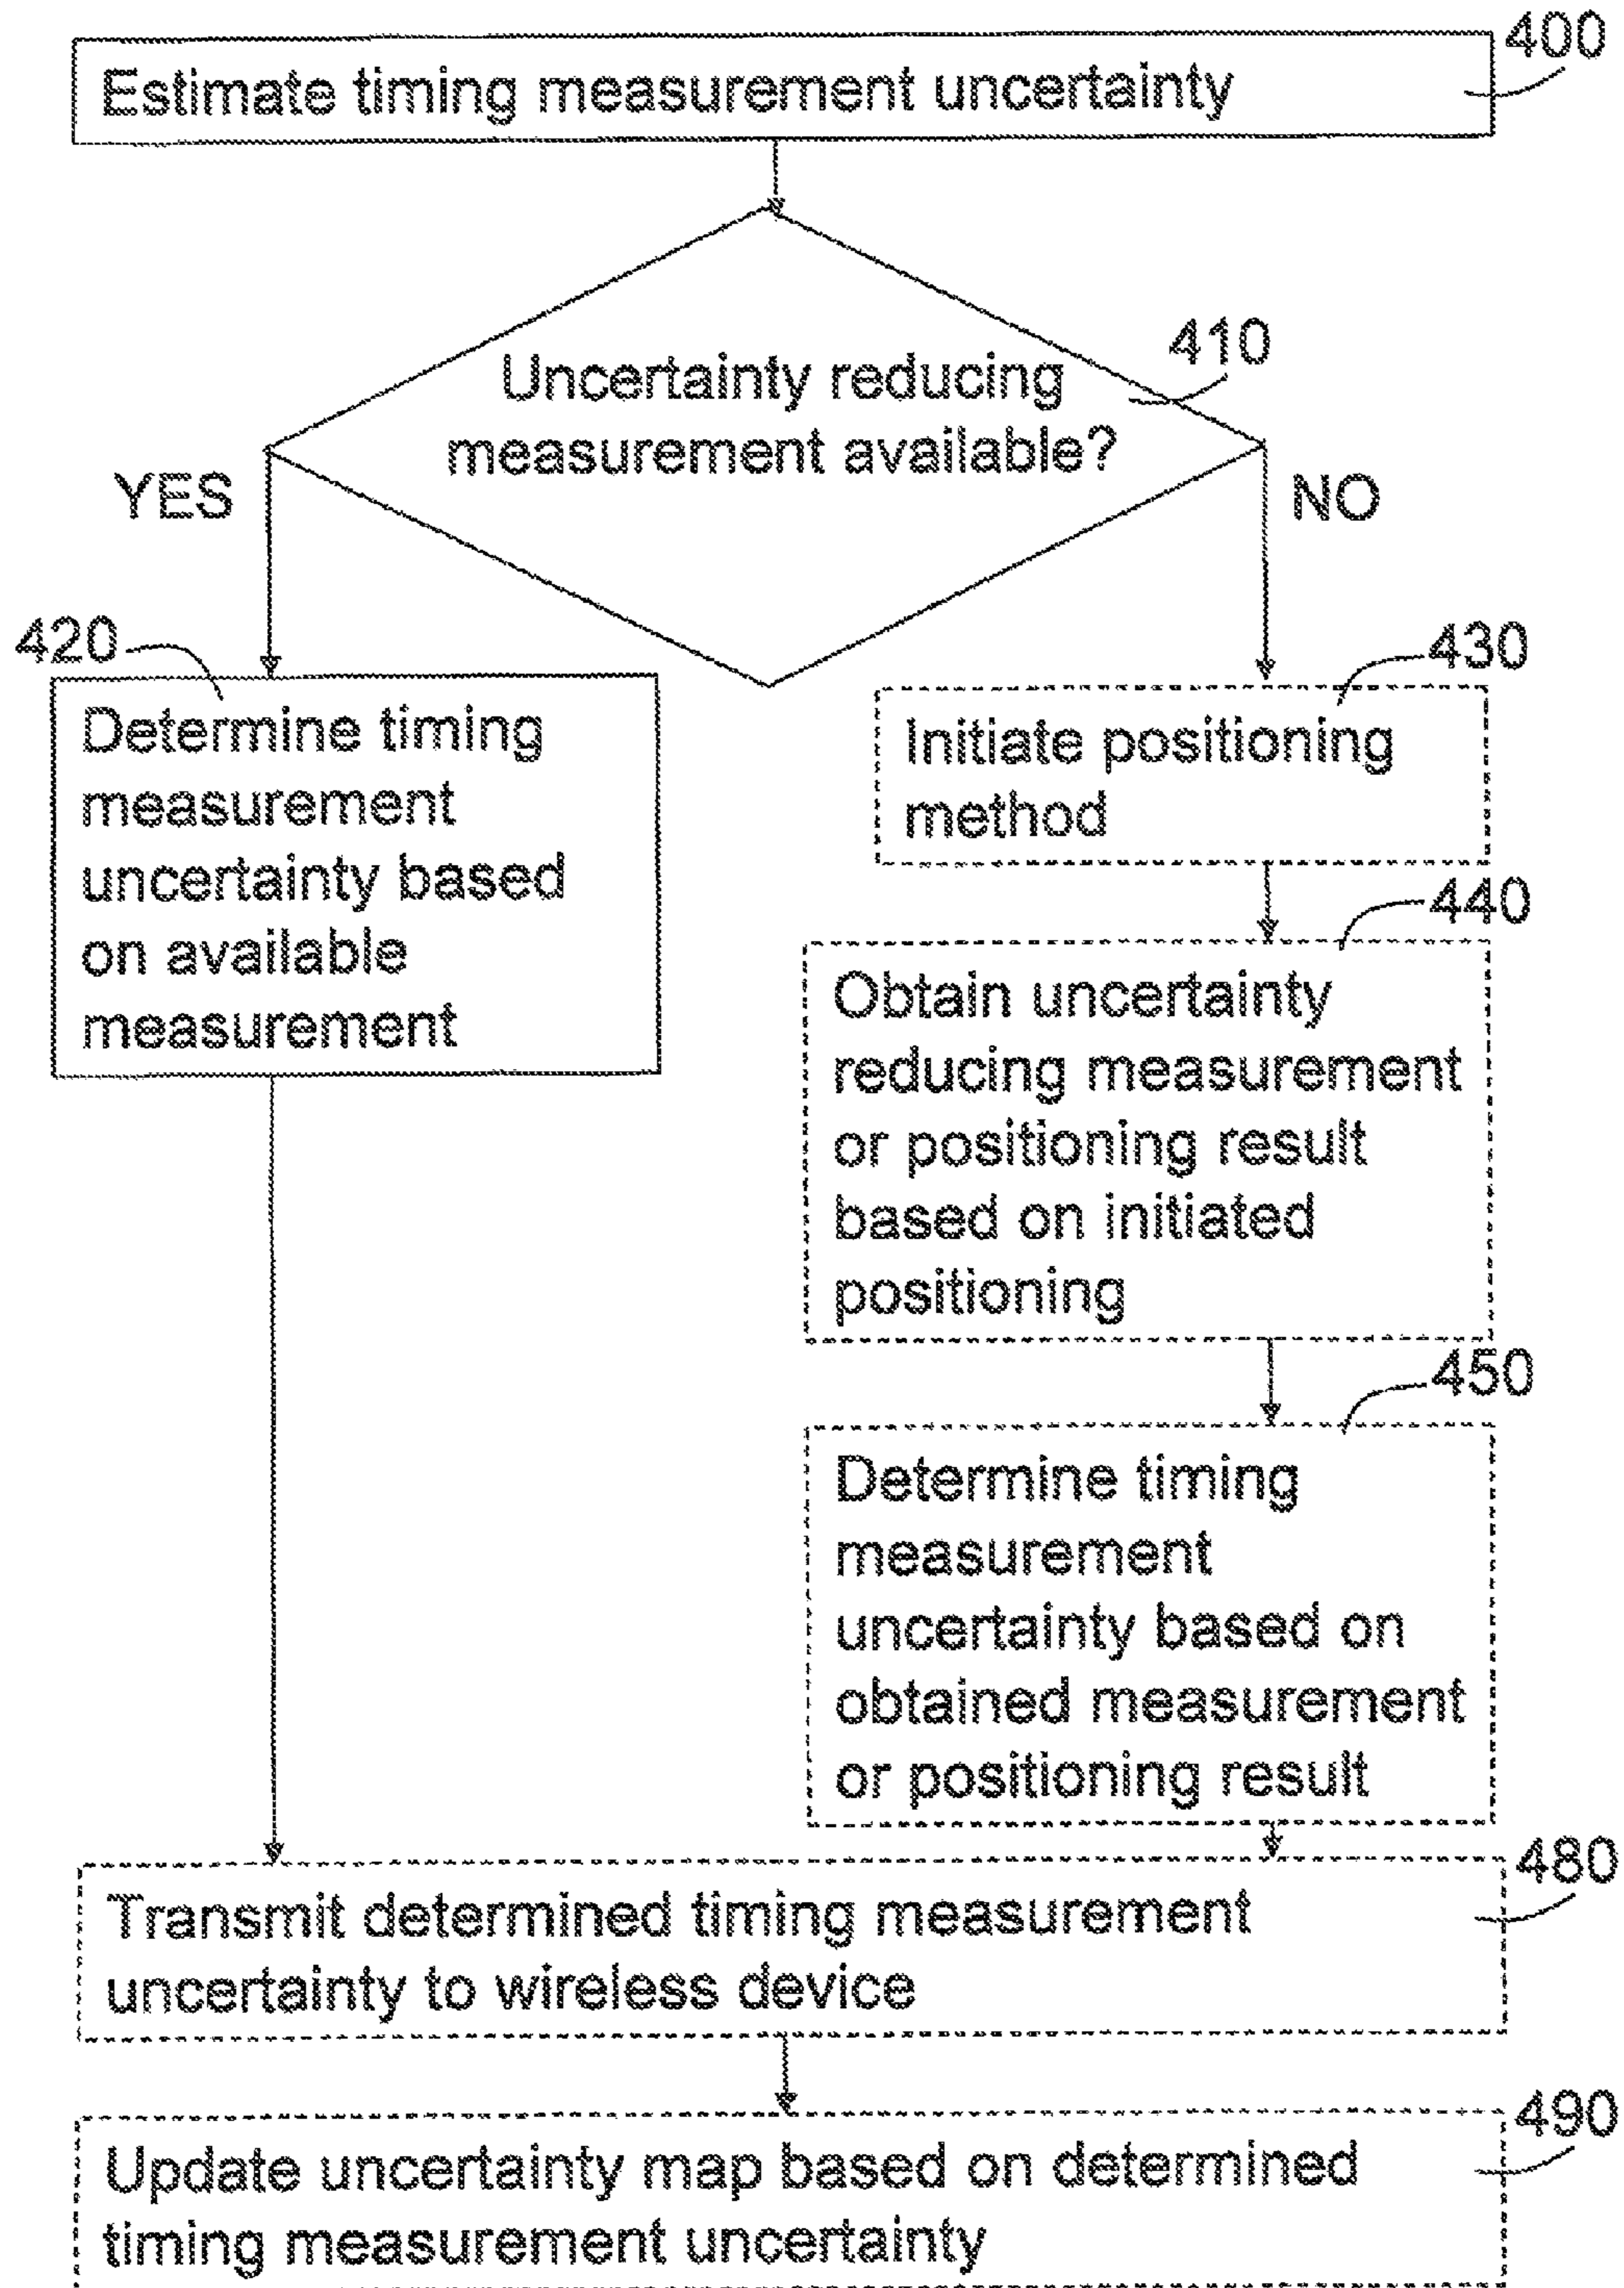 400
Estimate timing measurement uncertainty
410
Uncertainty reducing
measurement available?
YES
NO
420
Determine timing
measurement
uncertainty based
on available
measurement
430
Initiate positioning
method
440
Obtain uncertainty
reducing measurement
or positioning result
based on initiated
positioning
450
Determine timing
measurement
uncertainty based on
obtained measurement
or positioning result
480
Transmit determined timing measurement
uncertainty to wireless device
490
Update uncertainty map based on determined
timing measurement uncertainty